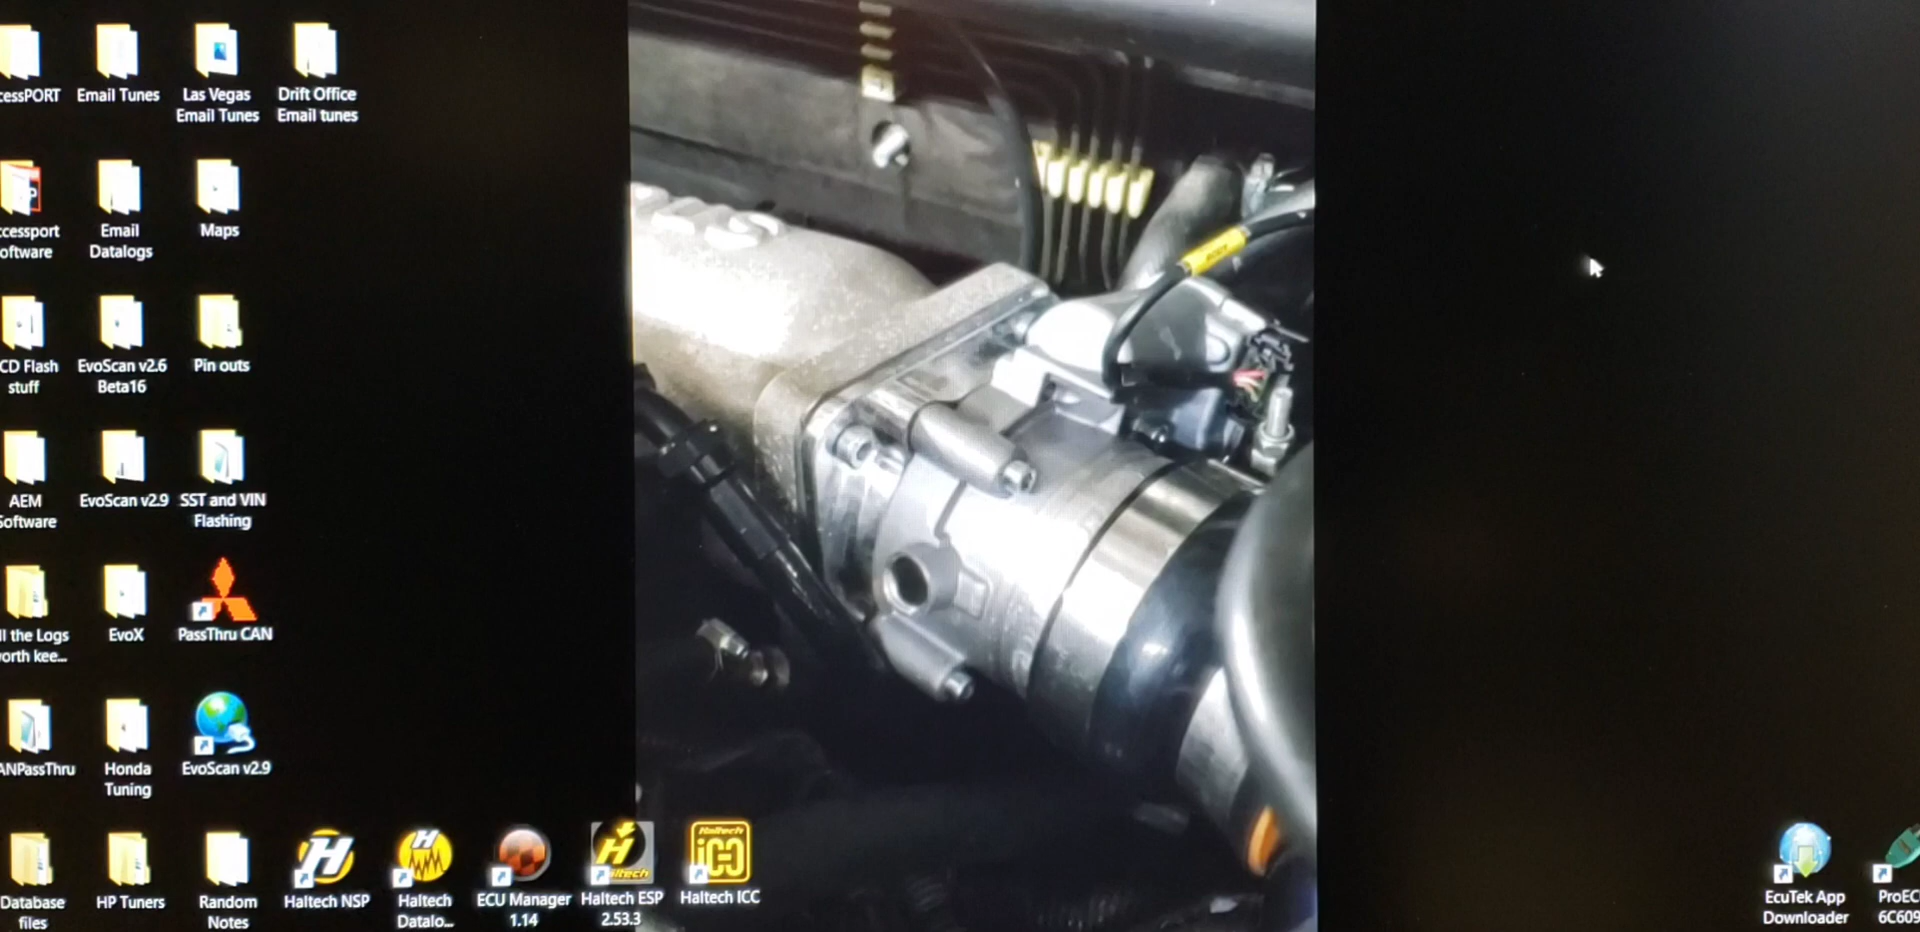 cessPORT
Email Tunes
Las Vegas
Email Tunes
Drift Office
Email tunes
ccessport
oftware
Email
Datalogs
Maps
CD Flash
stuff
EvoScan v2.6
Beta16
Pin outs
AEM
Software
EvoScan v2.9
SST and VIN
Flashing
ll the Logs
orth kee...
EvoX
PassThru CAN
ANPassThru
Honda
Tuning
EvoScan v2.9
Database
files
HP Tuners
Random
Notes
H
Haltech NSP
H
Haltech
Datalo...
ECU Manager
1.14
H
Haltech ESP
2.53.3
Haltech
Haltech ICC
EcuTek App
Downloader
ProEC
6C609